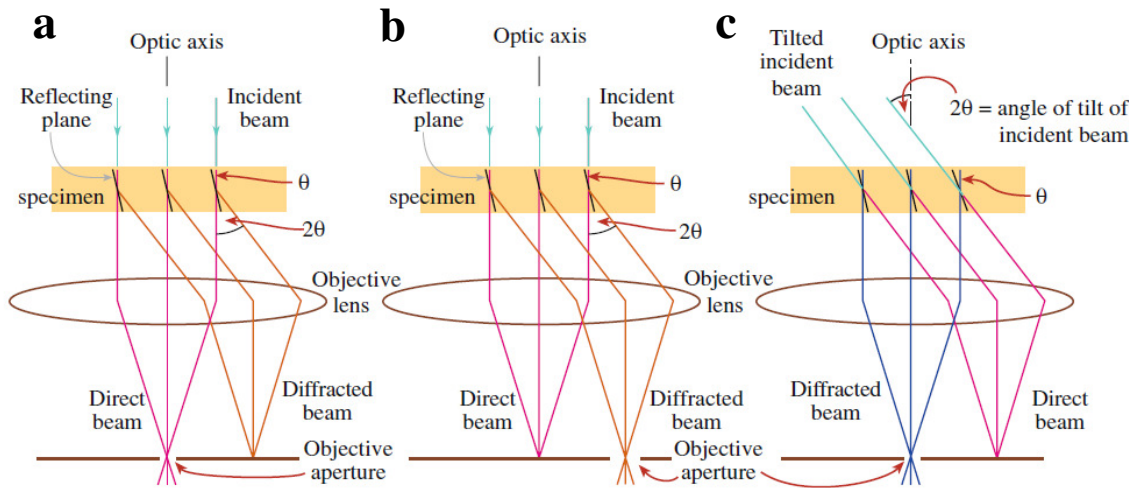 a
Optic axis
Reflecting
plane
Incident
beam
specimen
θ
2θ
Objective
lens
Direct
beam
Diffracted
beam
Objective
aperture
b
Optic axis
Reflecting
plane
Incident
beam
specimen
θ
2θ
Objective
lens
Direct
beam
Diffracted
beam
Objective
aperture
c
Tilted
incident
beam
Optic axis
2θ = angle of tilt of
incident beam
specimen
θ
Diffracted
beam
Direct
beam